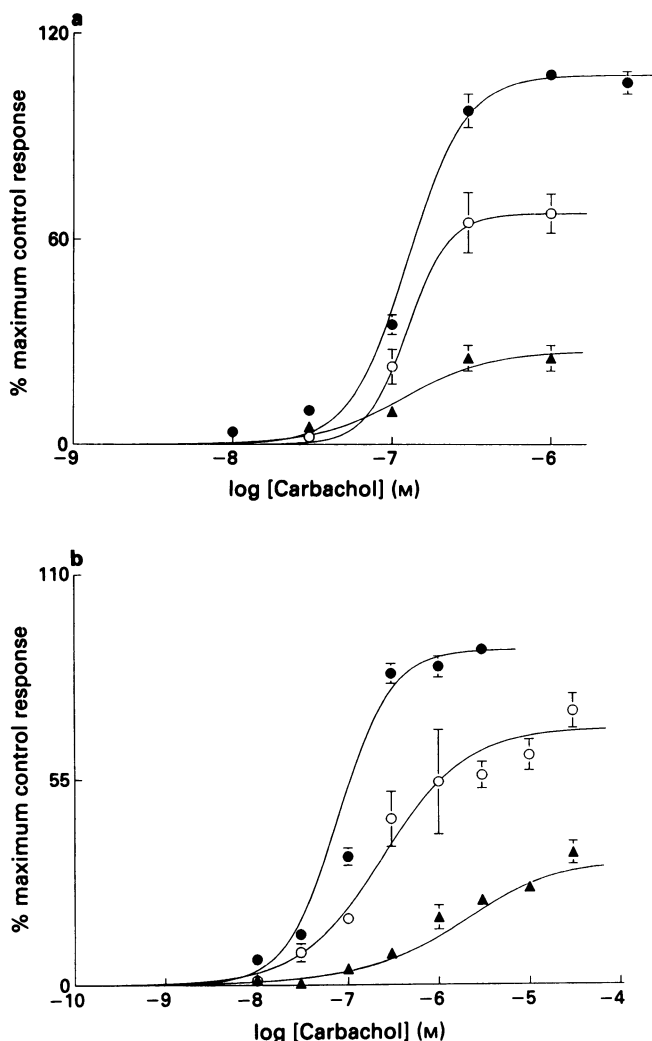 a
120
60
0
−9
−8
−7
−6
log [Carbachol] (M)
% maximum control response
b
110
55
0
−10
−9
−8
−7
−6
−5
−4
log [Carbachol] (M)
% maximum control response